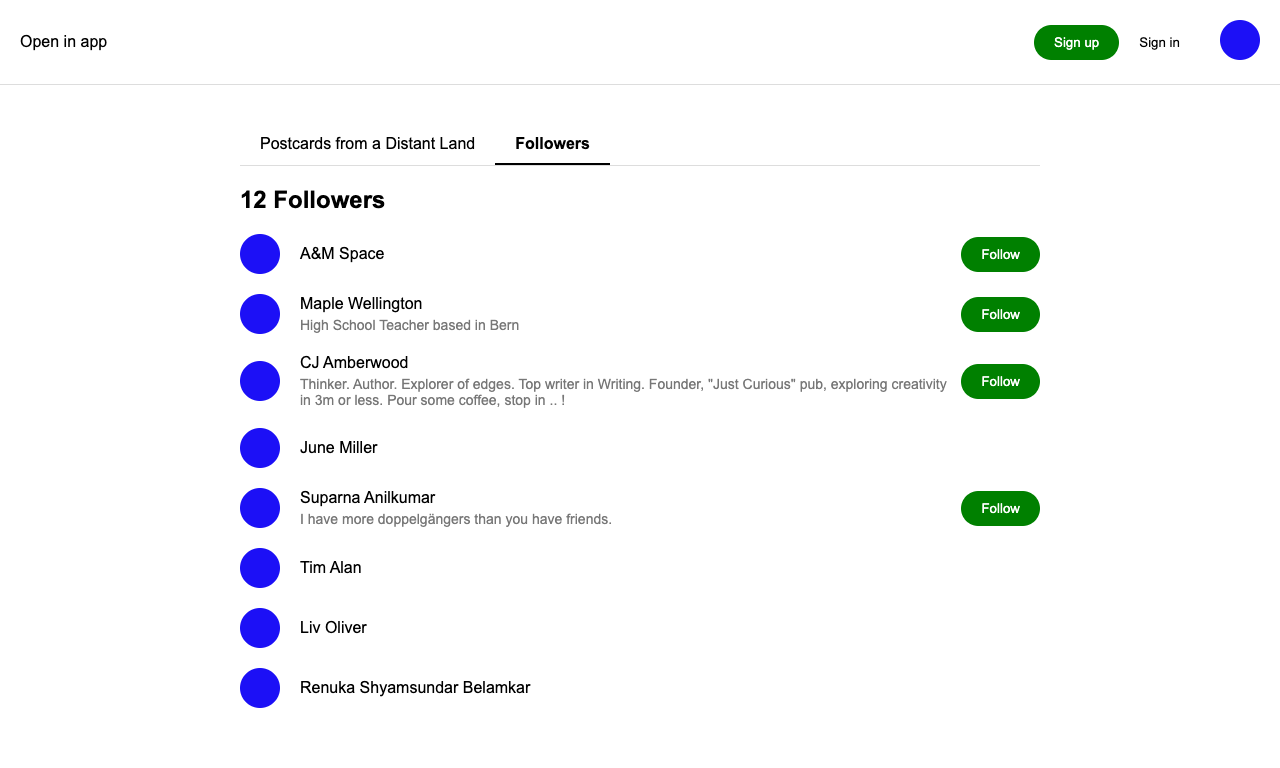 Open in app
Sign up
Sign in
Postcards from a Distant Land
Followers
12 Followers
A&M Space
Follow
Maple Wellington
High School Teacher based in Bern
Follow
CJ Amberwood
Thinker. Author. Explorer of edges. Top writer in Writing. Founder, "Just Curious" pub, exploring creativity
in 3m or less. Pour some coffee, stop in .. !
Follow
June Miller
Suparna Anilkumar
I have more doppelgängers than you have friends.
Follow
Tim Alan
Liv Oliver
Renuka Shyamsundar Belamkar